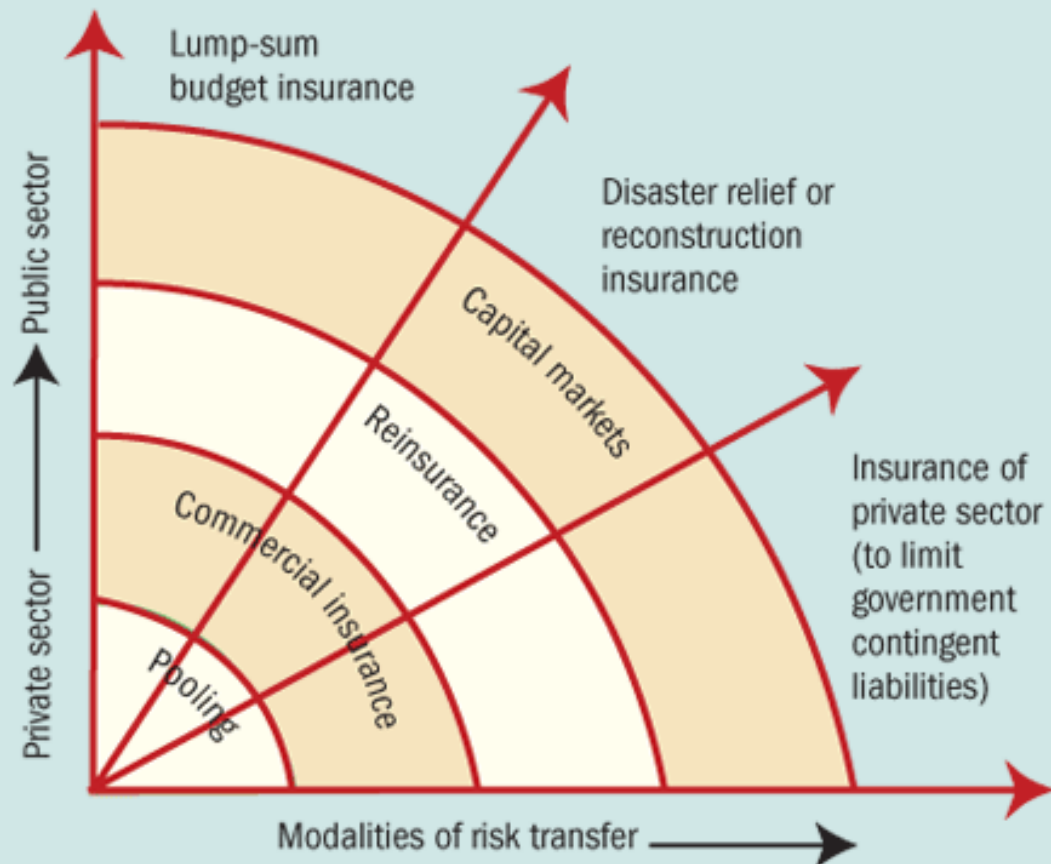 Lump-sum
budget insurance
Disaster relief or
reconstruction
insurance
Public sector
Private sector
Capital markets
Reinsurance
Commercial insurance
Pooling
Insurance of
private sector
(to limit
government
contingent
liabilities)
Modalities of risk transfer